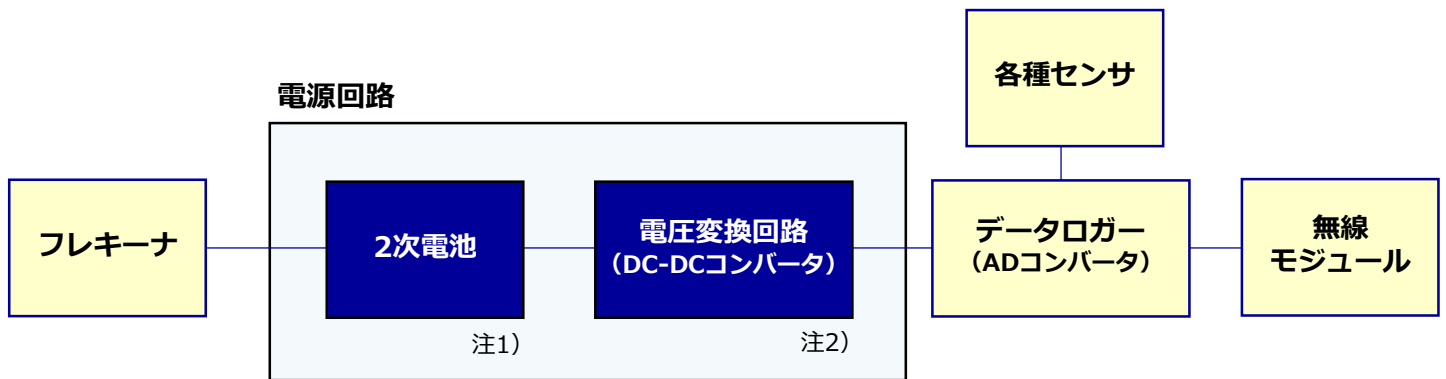 電源回路
フレキーナ
2次電池
注1）
電圧変換回路
（DC-DCコンバータ）
注2）
各種センサ
データロガー
（ADコンバータ）
無線
モジュール